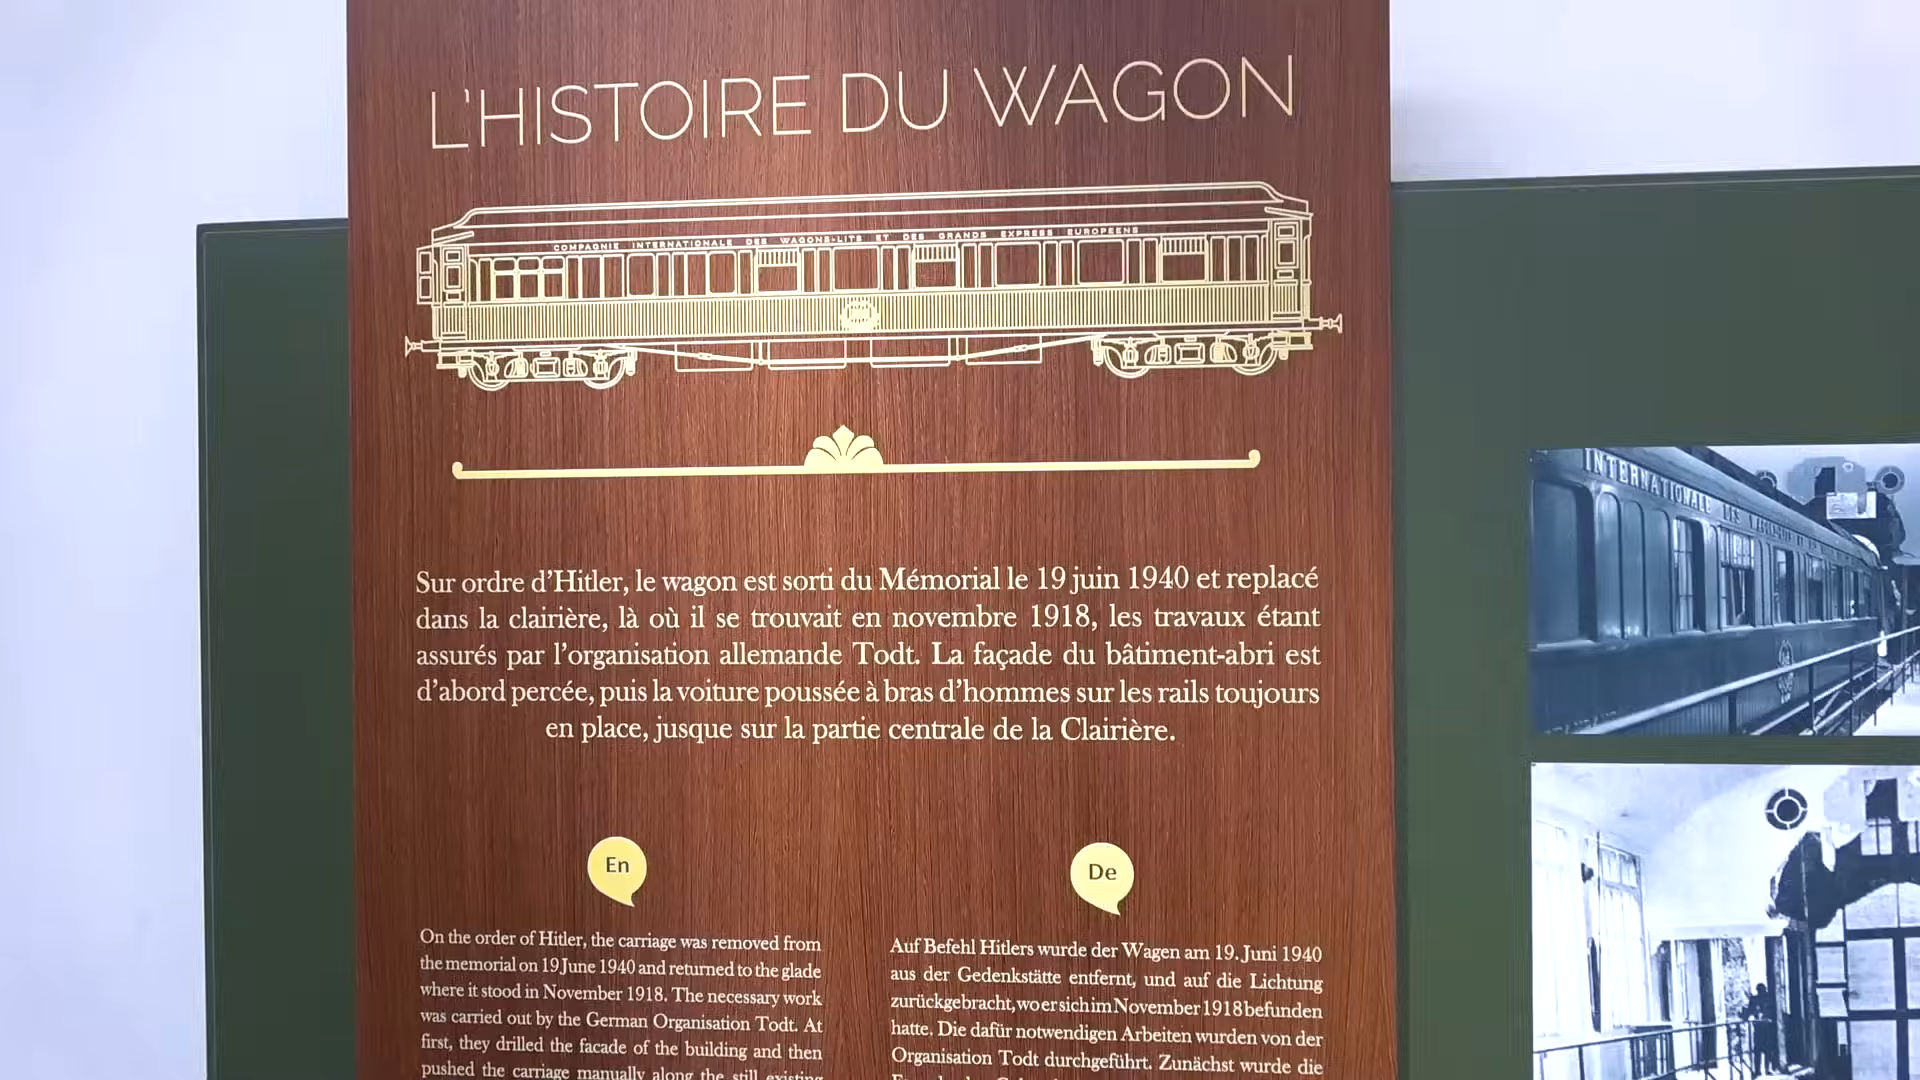 L'HISTOIRE DU WAGON
COMPAGNIE INTERNATIONALE DES WAGONS-LITS ET DES GRANDS EXPRESS EUROPEENS
Sur ordre d'Hitler, le wagon est sorti du Mémorial le 19 juin 1940 et replacé
dans la clairière, là où il se trouvait en novembre 1918, les travaux étant
assurés par l'organisation allemande Todt. La façade du bâtiment-abri est
d'abord percée, puis la voiture poussée à bras d'hommes sur les rails toujours
en place, jusque sur la partie centrale de la Clairière.
En
On the order of Hitler, the carriage was removed from
the memorial on 19 June 1940 and returned to the glade
where it stood in November 1918. The necessary work
was carried out by the German Organisation Todt. At
first, they drilled the facade of the building and then
pushed the carriage manually along the still existing
De
Auf Befehl Hitlers wurde der Wagen am 19. Juni 1940
aus der Gedenkstätte entfernt, und auf die Lichtung
zurückgebracht, wo er sich im November 1918 befunden
hatte. Die dafür notwendigen Arbeiten wurden von der
Organisation Todt durchgeführt. Zunächst wurde die
INTERNATIONALE DES